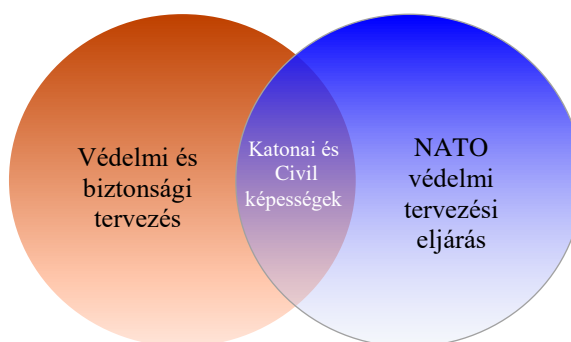 Védelmi és
biztonsági
tervezés
Katonai és
Civil
képességek
NATO
védelmi
tervezési
eljárás